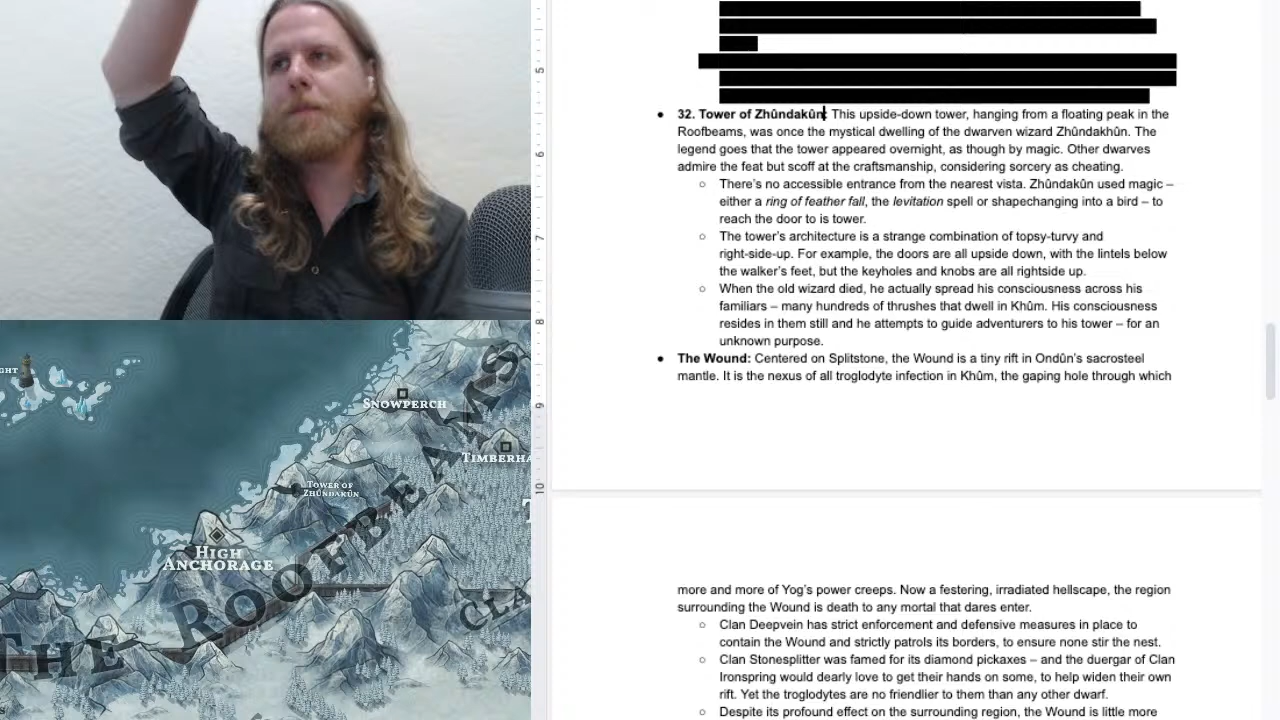 32. Tower of Zhûndakûn: This upside-down tower, hanging from a floating peak in the
Roofbeams, was once the mystical dwelling of the dwarven wizard Zhûndakhûn. The
legend goes that the tower appeared overnight, as though by magic. Other dwarves
admire the feat but scoff at the craftsmanship, considering sorcery as cheating.
There’s no accessible entrance from the nearest vista. Zhûndakûn used magic –
either a ring of feather fall, the levitation spell or shapechanging into a bird – to
reach the door to is tower.
The tower’s architecture is a strange combination of topsy-turvy and
right-side-up. For example, the doors are all upside down, with the lintels below
the walker’s feet, but the keyholes and knobs are all rightside up.
When the old wizard died, he actually spread his consciousness across his
familiars – many hundreds of thrushes that dwell in Khûm. His consciousness
resides in them still and he attempts to guide adventurers to his tower – for an
unknown purpose.
The Wound: Centered on Splitstone, the Wound is a tiny rift in Ondûn’s sacrosteel
mantle. It is the nexus of all troglodyte infection in Khûm, the gaping hole through which
more and more of Yog’s power creeps. Now a festering, irradiated hellscape, the region
surrounding the Wound is death to any mortal that dares enter.
Clan Deepvein has strict enforcement and defensive measures in place to
contain the Wound and strictly patrols its borders, to ensure none stir the nest.
Clan Stonesplitter was famed for its diamond pickaxes – and the duergar of Clan
Ironspring would dearly love to get their hands on some, to help widen their own
rift. Yet the troglodytes are no friendlier to them than any other dwarf.
Despite its profound effect on the surrounding region, the Wound is little more
5
6
7
8
9
10
GHT
SNOWPERCH
TIMBERHA
TOWER OF
ZHÛNDAKÛN
HIGH
ANCHORAGE
THE ROOFBEAMS
CLA
T